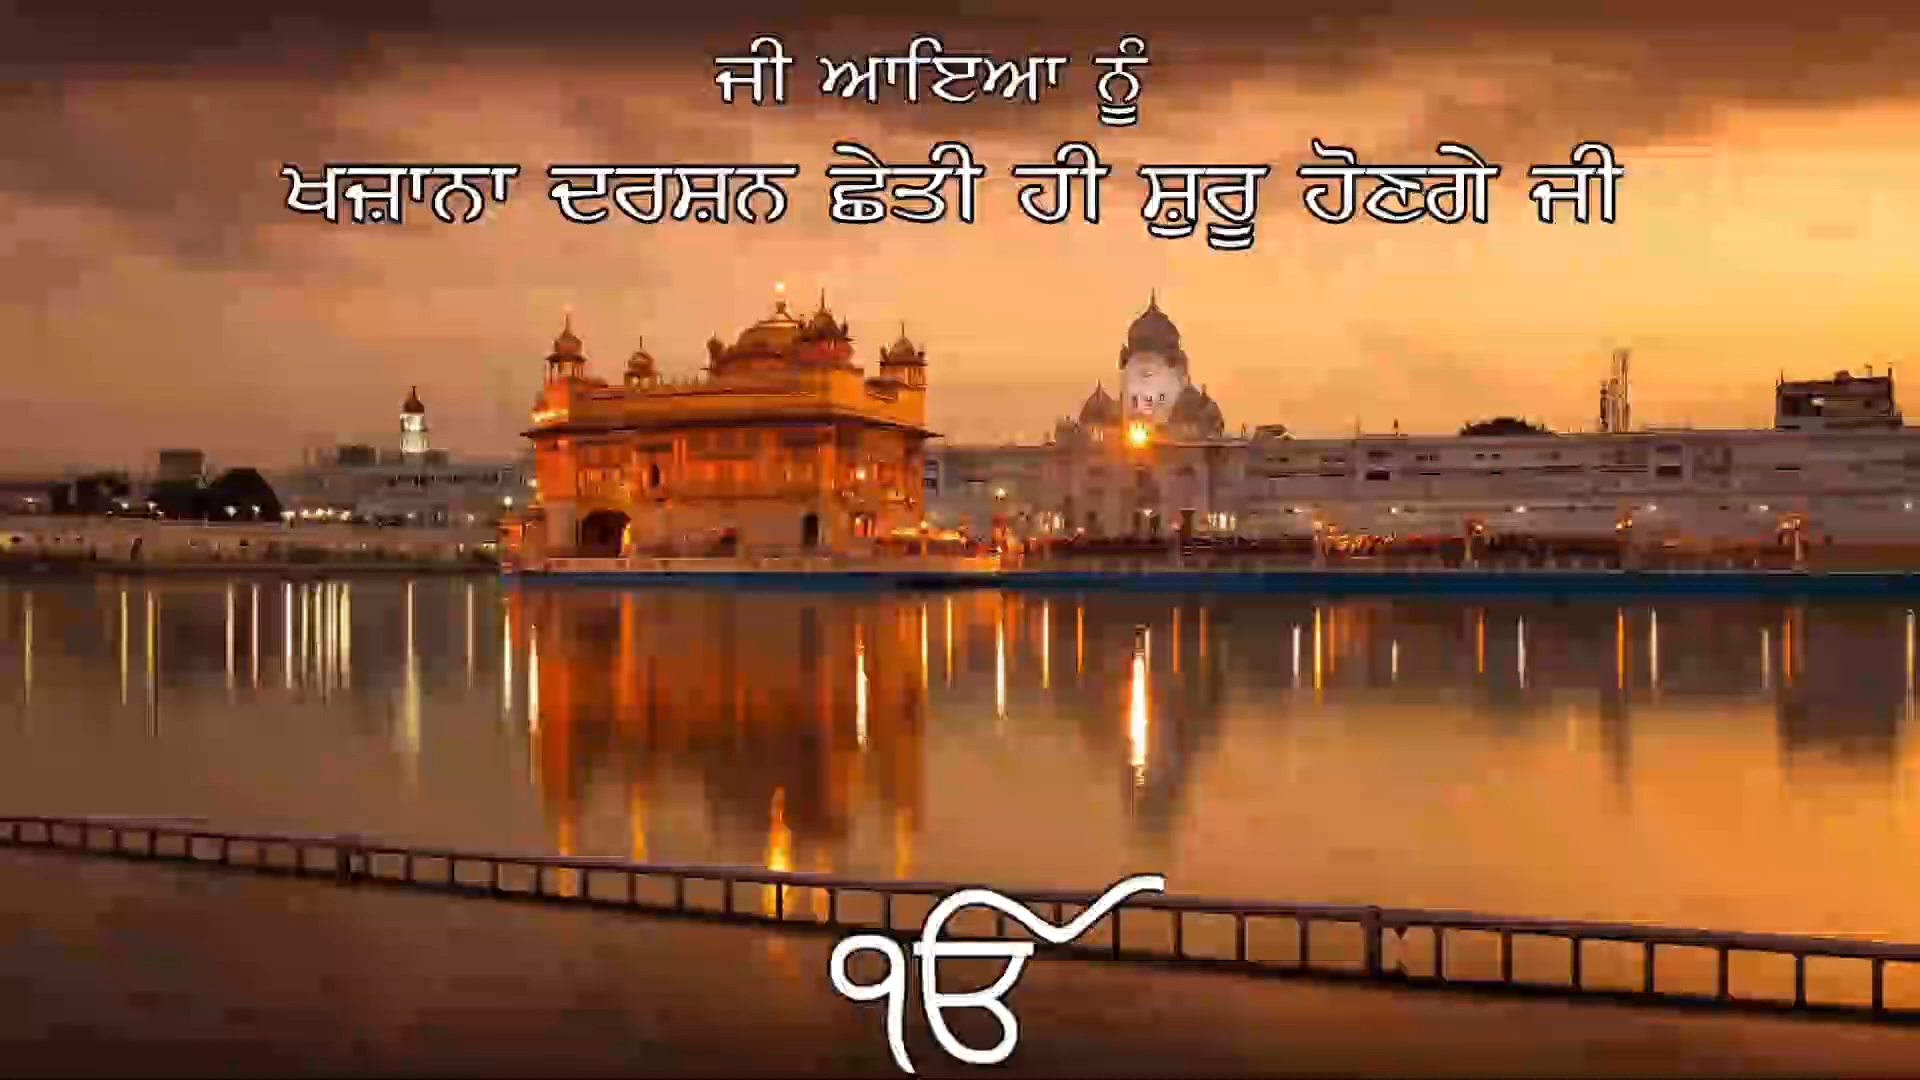 ਜੀ ਆਇਆ ਨੂੰ
ਖਜ਼ਾਨਾ ਦਰਸ਼ਨ ਛੇਤੀ ਹੀ ਸ਼ੁਰੂ ਹੋਣਗੇ ਜੀ
ੴ